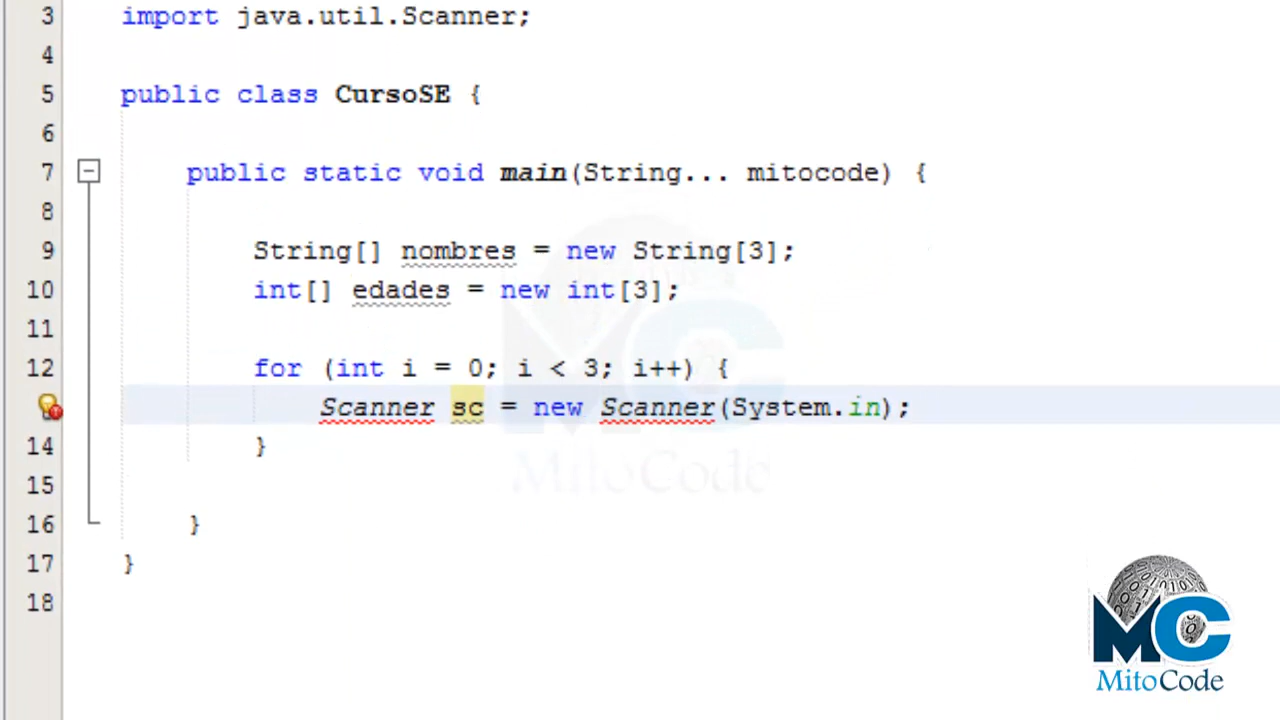 3 import java.util.Scanner;
4
5 public class CursoSE {
6
7 public static void main(String... mitocode) {
8
9 String[] nombres = new String[3];
10 int[] edades = new int[3];
11
12 for (int i = 0; i < 3; i++) {
Scanner sc = new Scanner(System.in);
14 }
15
16 }
17 }
18
MitoCode
MC
MitoCode